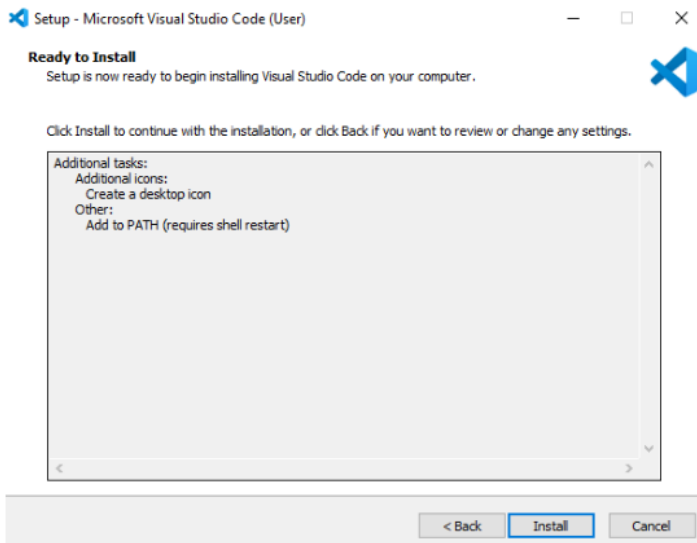 Setup - Microsoft Visual Studio Code (User)
Ready to Install
Setup is now ready to begin installing Visual Studio Code on your computer.
Click Install to continue with the installation, or click Back if you want to review or change any settings.
Additional tasks:
Additional icons:
Create a desktop icon
Other:
Add to PATH (requires shell restart)
< Back
Install
Cancel